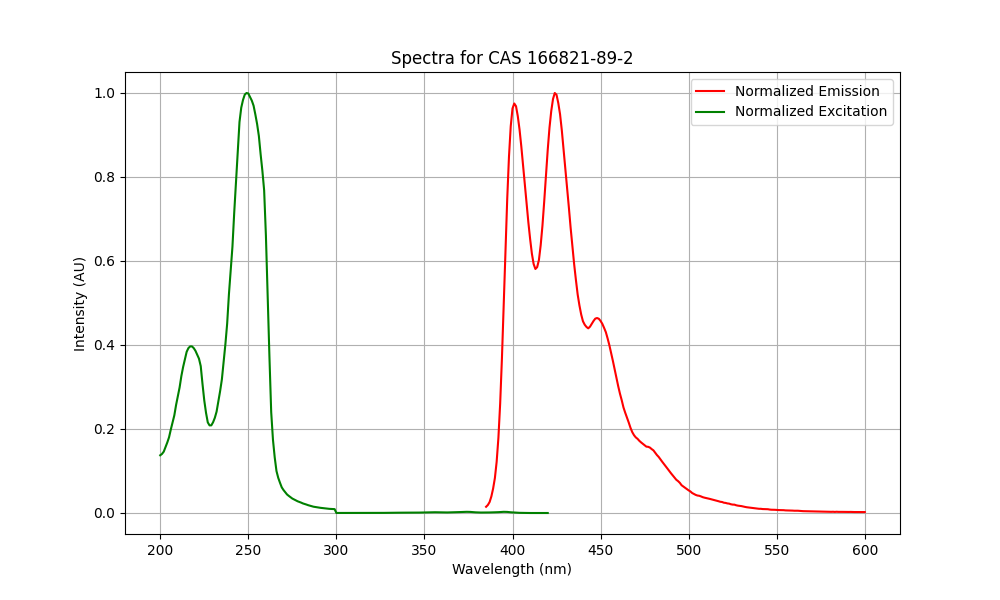 Spectra for CAS 166821-89-2
Normalized Emission
Normalized Excitation
Intensity (AU)
1.0
0.8
0.6
0.4
0.2
0.0
200 250 300 350 400 450 500 550 600
Wavelength (nm)